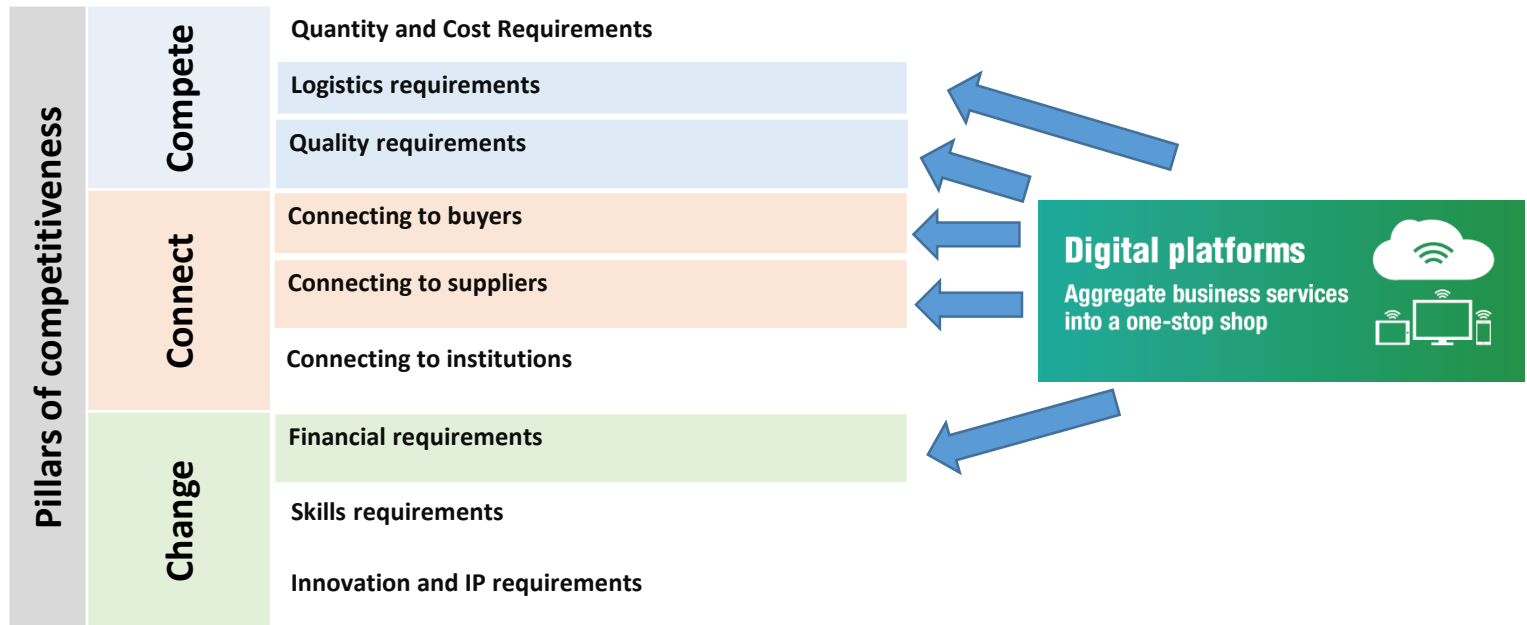 Pillars of competitiveness
Compete
Quantity and Cost Requirements
Logistics requirements
Quality requirements
Connect
Connecting to buyers
Connecting to suppliers
Connecting to institutions
Change
Financial requirements
Skills requirements
Innovation and IP requirements
Digital platforms
Aggregate business services
into a one-stop shop